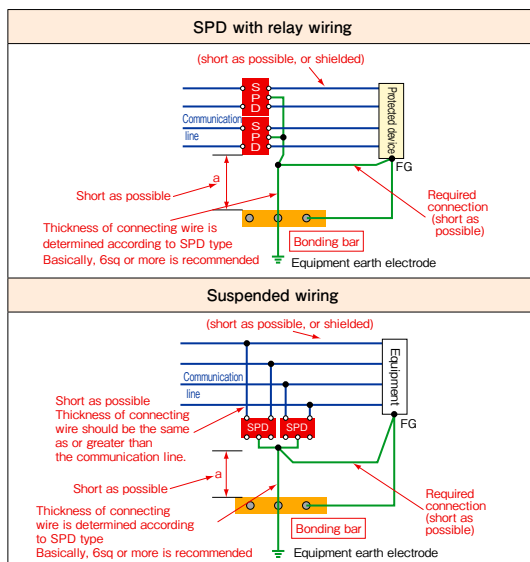 SPD with relay wiring
(short as possible, or shielded)
SPD
SPD
Communication
line
Protected device
FG
a
Short as possible
Required
connection
(short as
possible)
Thickness of connecting wire is
determined according to SPD type
Basically, 6sq or more is recommended
Bonding bar
Equipment earth electrode
Suspended wiring
(short as possible, or shielded)
Communication
line
Equipment
Short as possible
Thickness of connecting
wire should be the same
as or greater than
the communication line.
SPD
SPD
FG
a
Short as possible
Required
connection
(short as
possible)
Thickness of connecting
wire is determined according
to SPD type
Basically, 6sq or more is recommended
Bonding bar
Equipment earth electrode